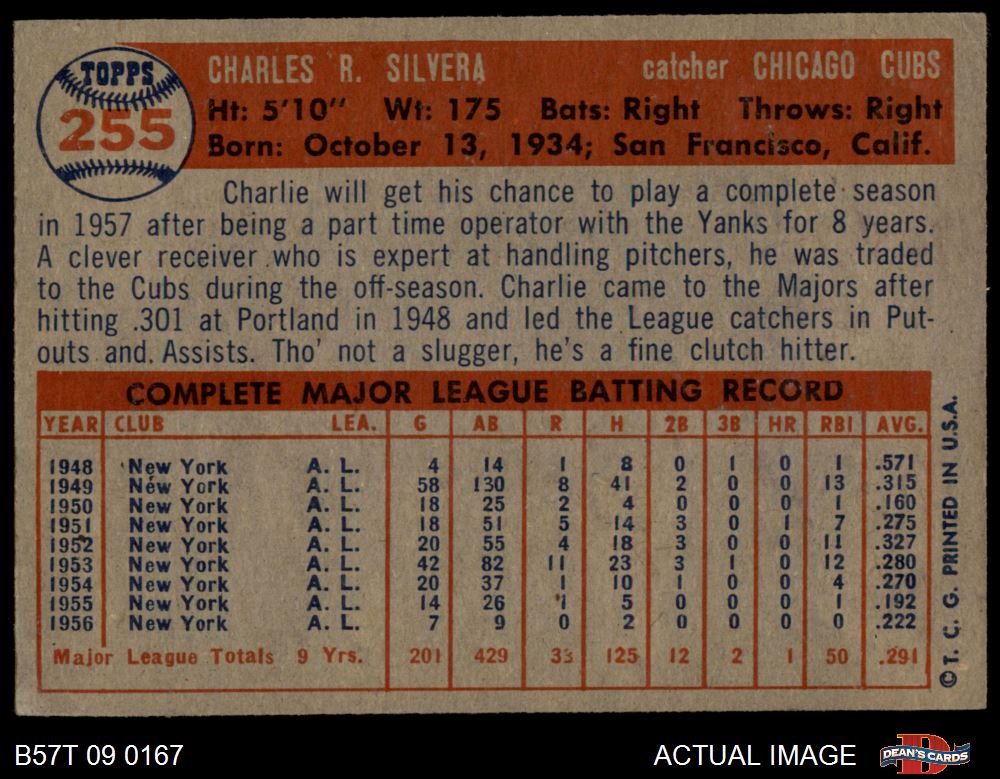 TOPPS
255
CHARLES R. SILVERA catcher CHICAGO CUBS
Ht: 5'10" Wt: 175 Bats: Right Throws: Right
Born: October 13, 1934; San Francisco, Calif.
Charlie will get his chance to play a complete season
in 1957 after being a part time operator with the Yanks for 8 years.
A clever receiver who is expert at handling pitchers, he was traded
to the Cubs during the off-season. Charlie came to the Majors after
hitting .301 at Portland in 1948 and led the League catchers in Put-
outs and Assists. Tho' not a slugger, he's a fine clutch hitter.
COMPLETE MAJOR LEAGUE BATTING RECORD
YEAR CLUB LEA. G AB R H 2B 3B HR RBI AVG.
1948 New York A. L. 4 14 1 8 0 1 0 1 .571
1949 New York A. L. 58 130 8 41 2 0 0 13 .315
1950 New York A. L. 18 25 2 4 0 0 0 1 .160
1951 New York A. L. 18 51 5 14 3 0 1 7 .275
1952 New York A. L. 20 55 4 18 3 0 0 11 .327
1953 New York A. L. 42 82 11 23 3 1 0 12 .280
1954 New York A. L. 20 37 1 10 1 0 0 4 .270
1955 New York A. L. 14 26 1 5 0 0 0 1 .192
1956 New York A. L. 7 9 0 2 0 0 0 0 .222
Major League Totals 9 Yrs. 201 429 33 125 12 2 1 50 .291
© T. C. G. PRINTED IN U.S.A.
B57T 09 0167
ACTUAL IMAGE
DEAN'S CARDS